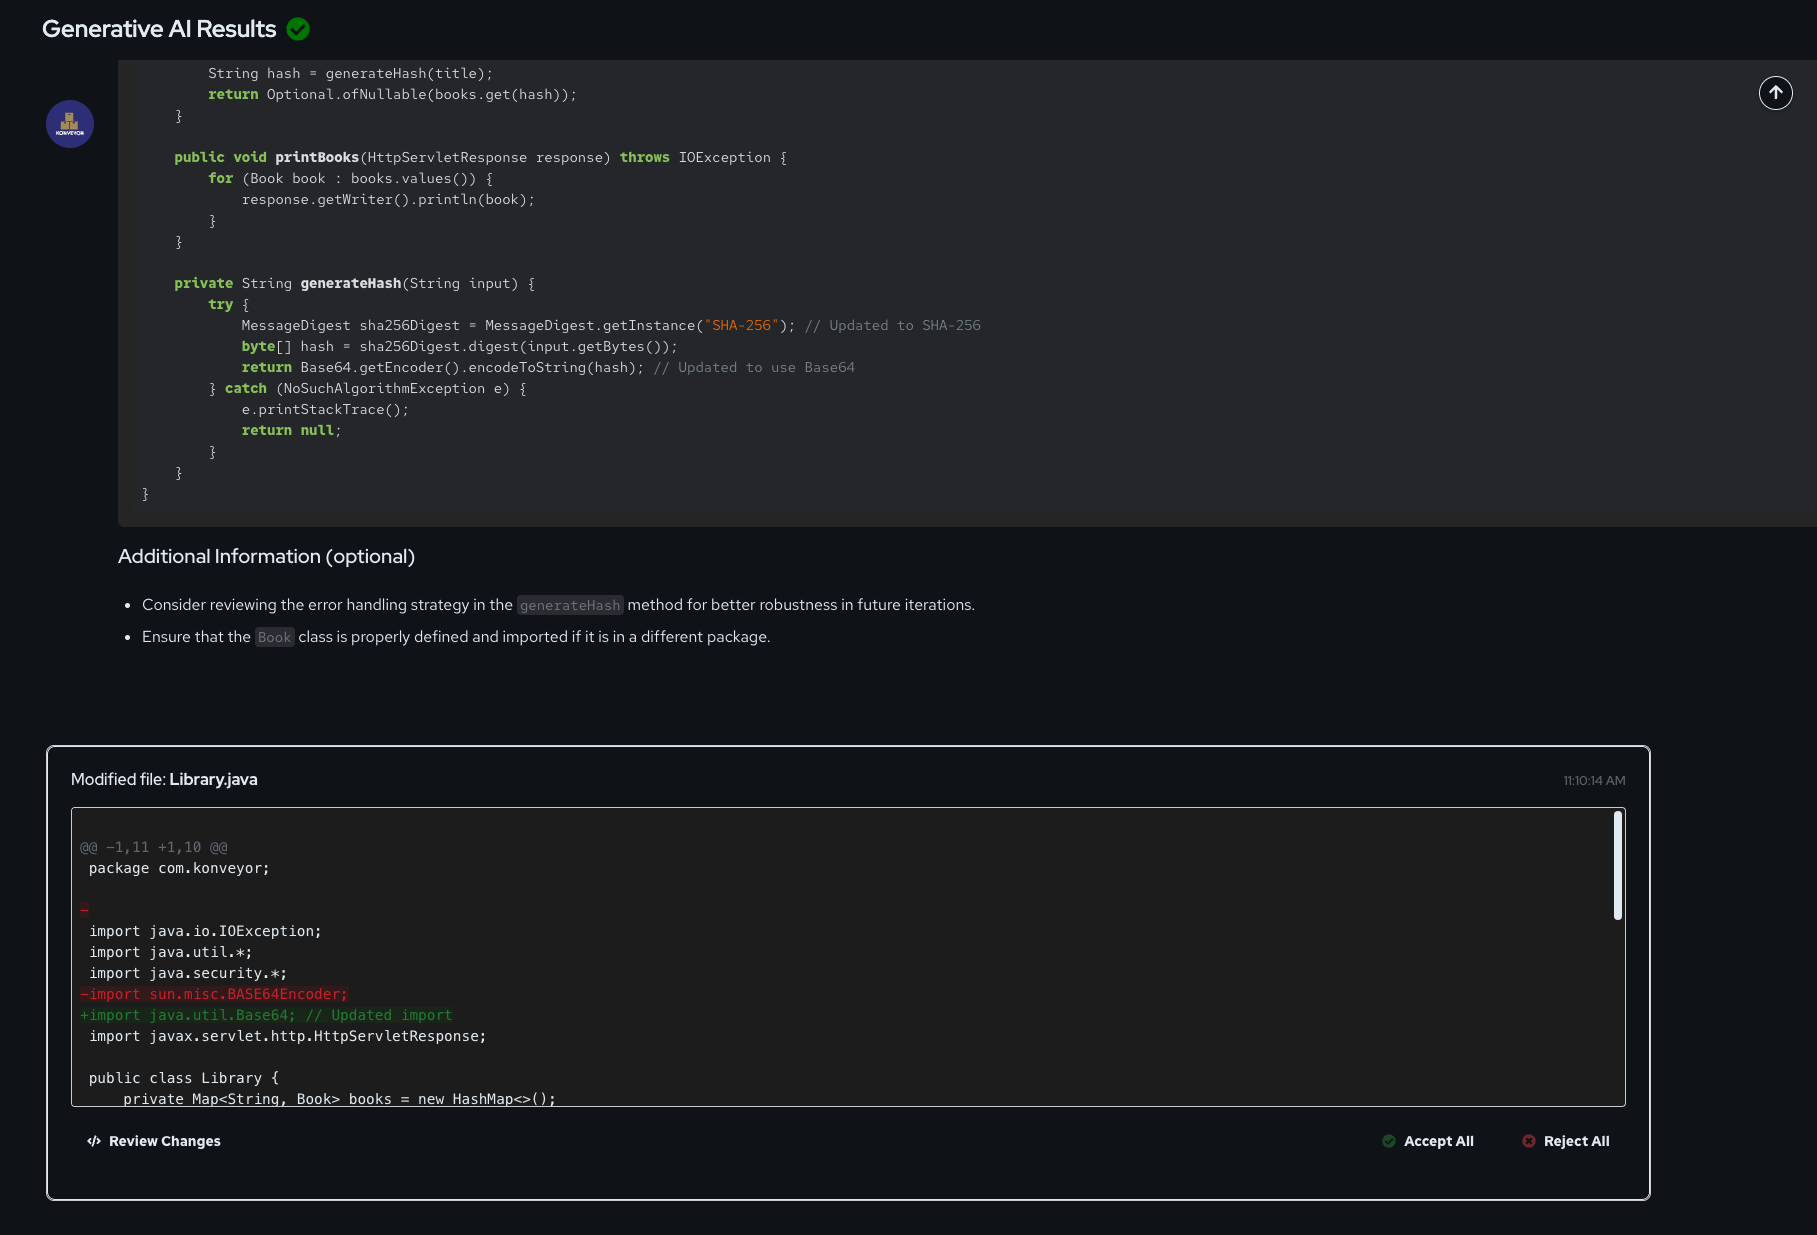 Generative AI Results
        String hash = generateHash(title);
        return Optional.ofNullable(books.get(hash));
    }
KONVEYOR
    public void printBooks(HttpServletResponse response) throws IOException {
        for (Book book : books.values()) {
            response.getWriter().println(book);
        }
    }
    private String generateHash(String input) {
        try {
            MessageDigest sha256Digest = MessageDigest.getInstance("SHA-256"); // Updated to SHA-256
            byte[] hash = sha256Digest.digest(input.getBytes());
            return Base64.getEncoder().encodeToString(hash); // Updated to use Base64
        } catch (NoSuchAlgorithmException e) {
            e.printStackTrace();
            return null;
        }
    }
}
Additional Information (optional)
• Consider reviewing the error handling strategy in the generateHash method for better robustness in future iterations.
• Ensure that the Book class is properly defined and imported if it is in a different package.
Modified file: Library.java 11:10:14 AM
@@ -1,11 +1,10 @@
 package com.konveyor;
-
 import java.io.IOException;
 import java.util.*;
 import java.security.*;
-import sun.misc.BASE64Encoder;
+import java.util.Base64; // Updated import
 import javax.servlet.http.HttpServletResponse;
 public class Library {
     private Map<String, Book> books = new HashMap<>();
</> Review Changes Accept All Reject All